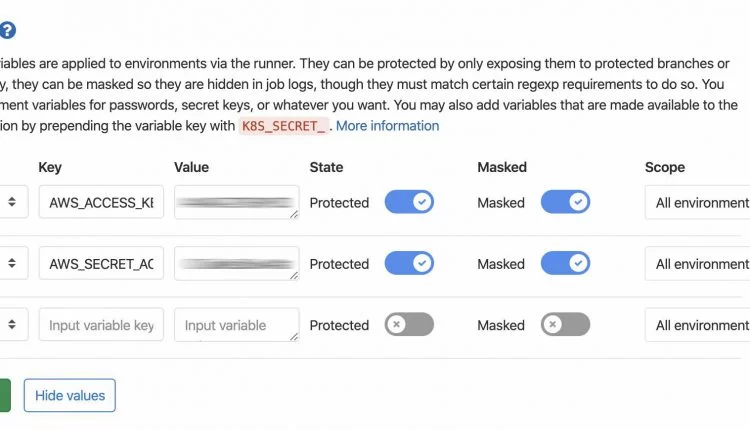 ?
iables are applied to environments via the runner. They can be protected by only exposing them to protected branches or
y, they can be masked so they are hidden in job logs, though they must match certain regexp requirements to do so. You
ment variables for passwords, secret keys, or whatever you want. You may also add variables that are made available to the
ion by prepending the variable key with K8S_SECRET_. More information
Key Value State Masked Scope
AWS_ACCESS_KE Protected Masked All environment
AWS_SECRET_AC Protected Masked All environment
Input variable key Input variable Protected Masked All environment
Hide values